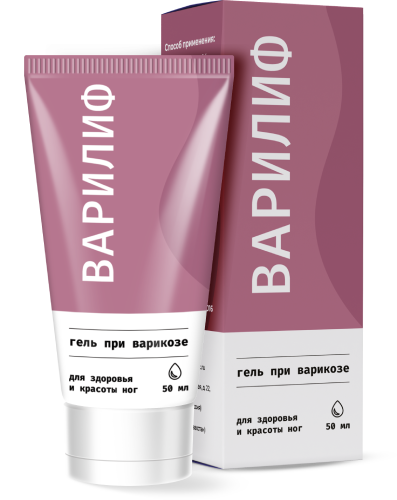 ВАРИЛИФ
гель при варикозе
для здоровья
и красоты ног
50 мл
Способ применения:
ВАРИЛИФ
гель при варикозе
для здоровья
и красоты ног
50 мл